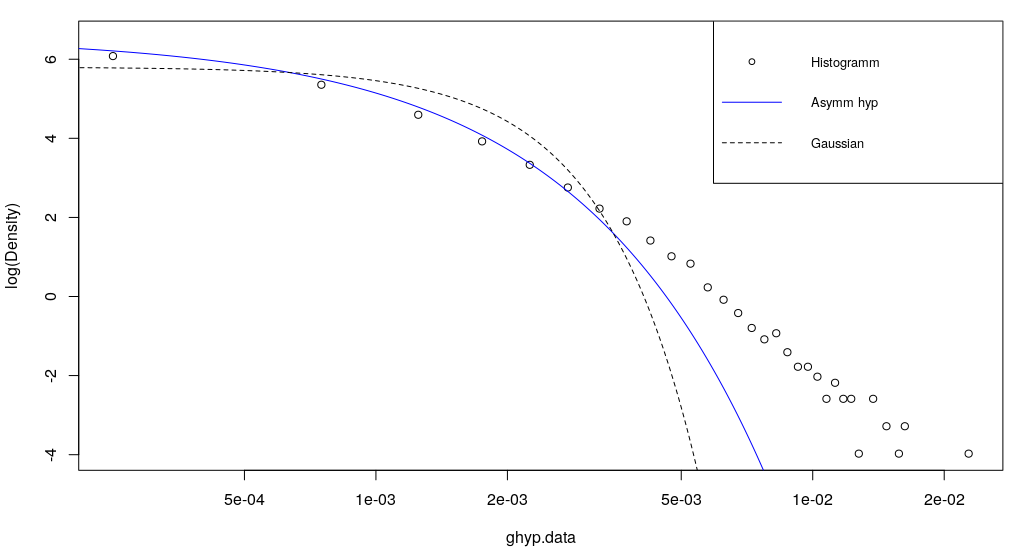 Histogramm
Asymm hyp
Gaussian
log(Density)
6
4
2
0
-2
-4
5e-04 1e-03 2e-03 5e-03 1e-02 2e-02
ghyp.data